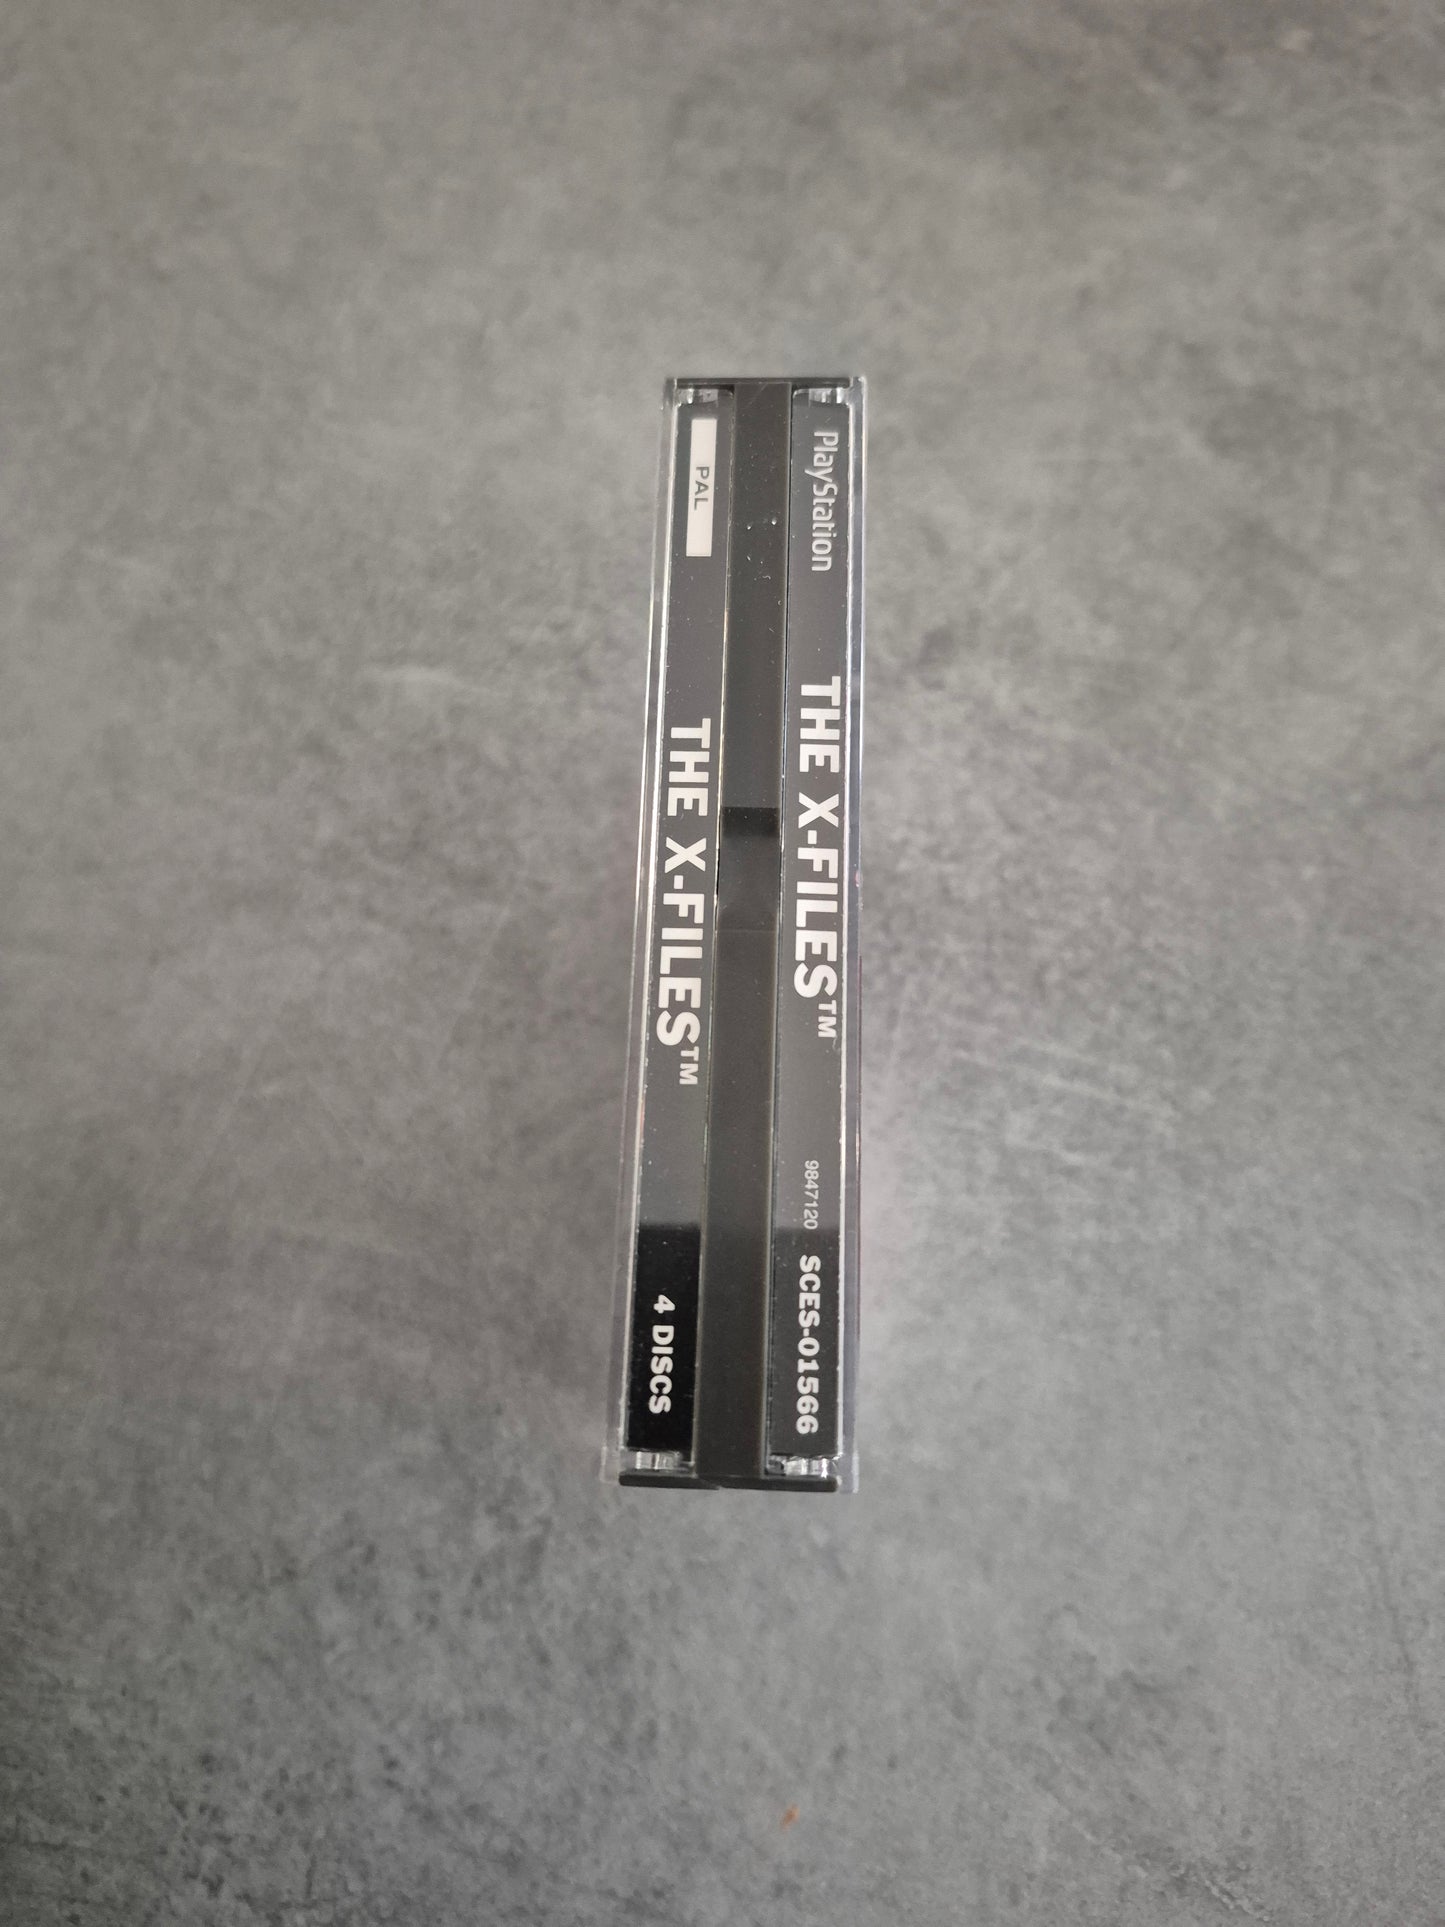 PlayStation THE X-FILES™ 9847120 SCES-01566
PAL THE X-FILES™ 4 DISCS